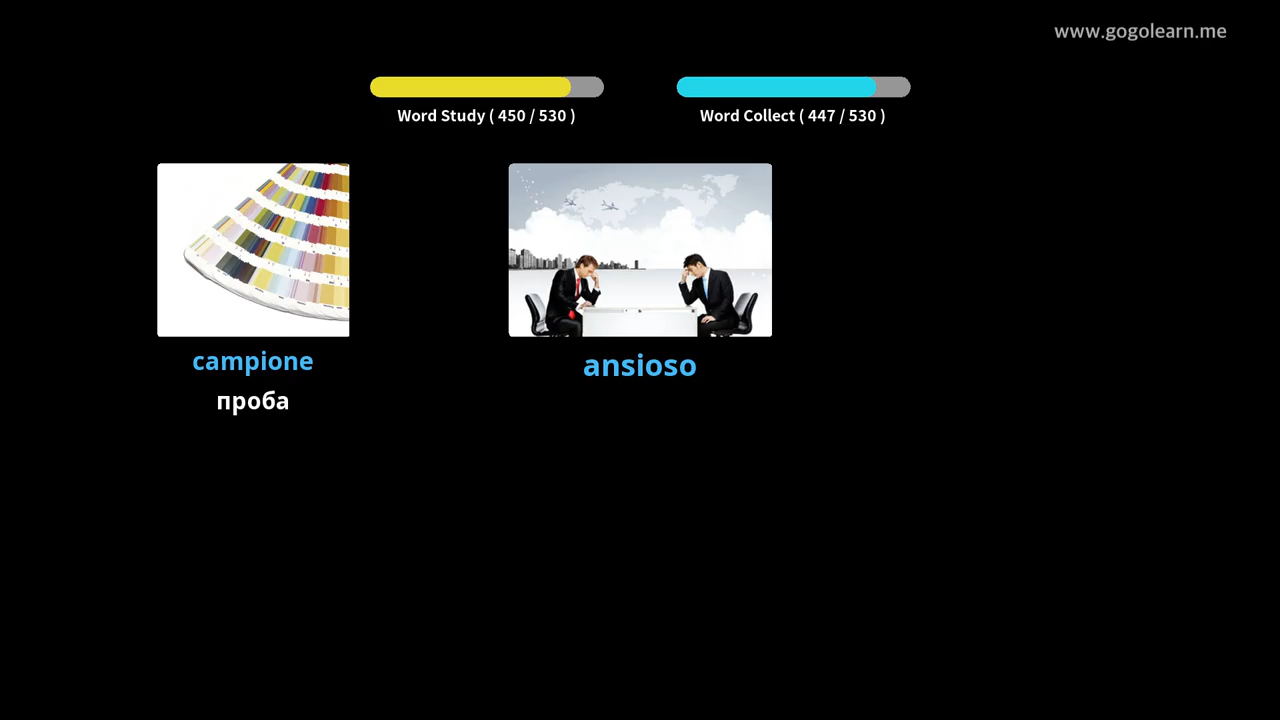 www.gogolearn.me
Word Study ( 450 / 530 )
Word Collect ( 447 / 530 )
campione
проба
ansioso